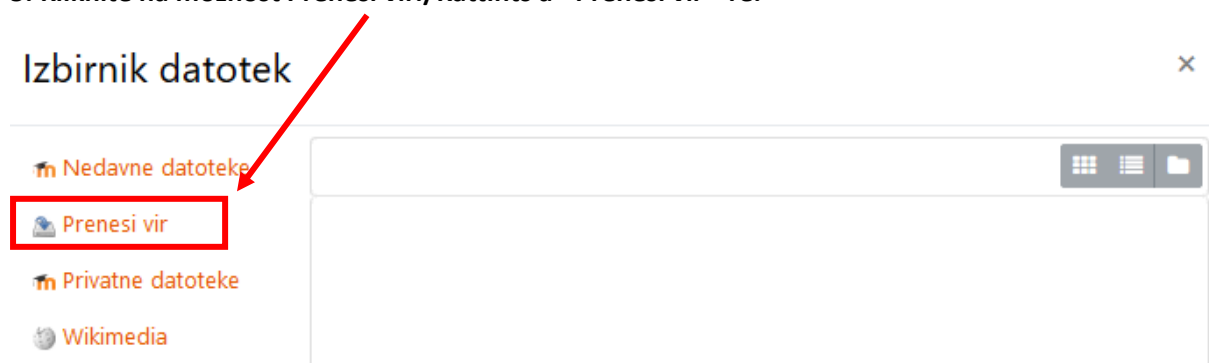 Izbirnik datotek
×
Nedavne datoteke
Prenesi vir
Privatne datoteke
Wikimedia